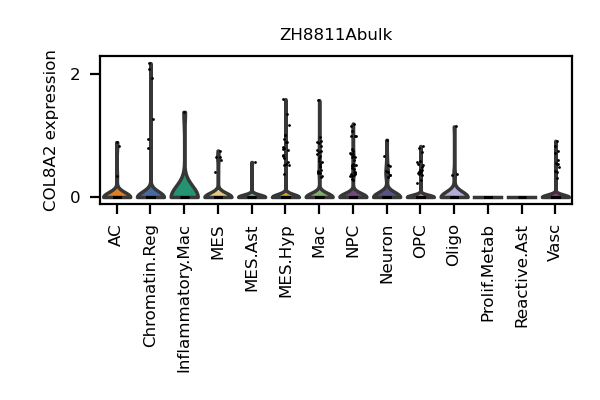 ZH8811Abulk
COL8A2 expression
2
0
AC
Chromatin.Reg
Inflammatory.Mac
MES
MES.Ast
MES.Hyp
Mac
NPC
Neuron
OPC
Oligo
Prolif.Metab
Reactive.Ast
Vasc